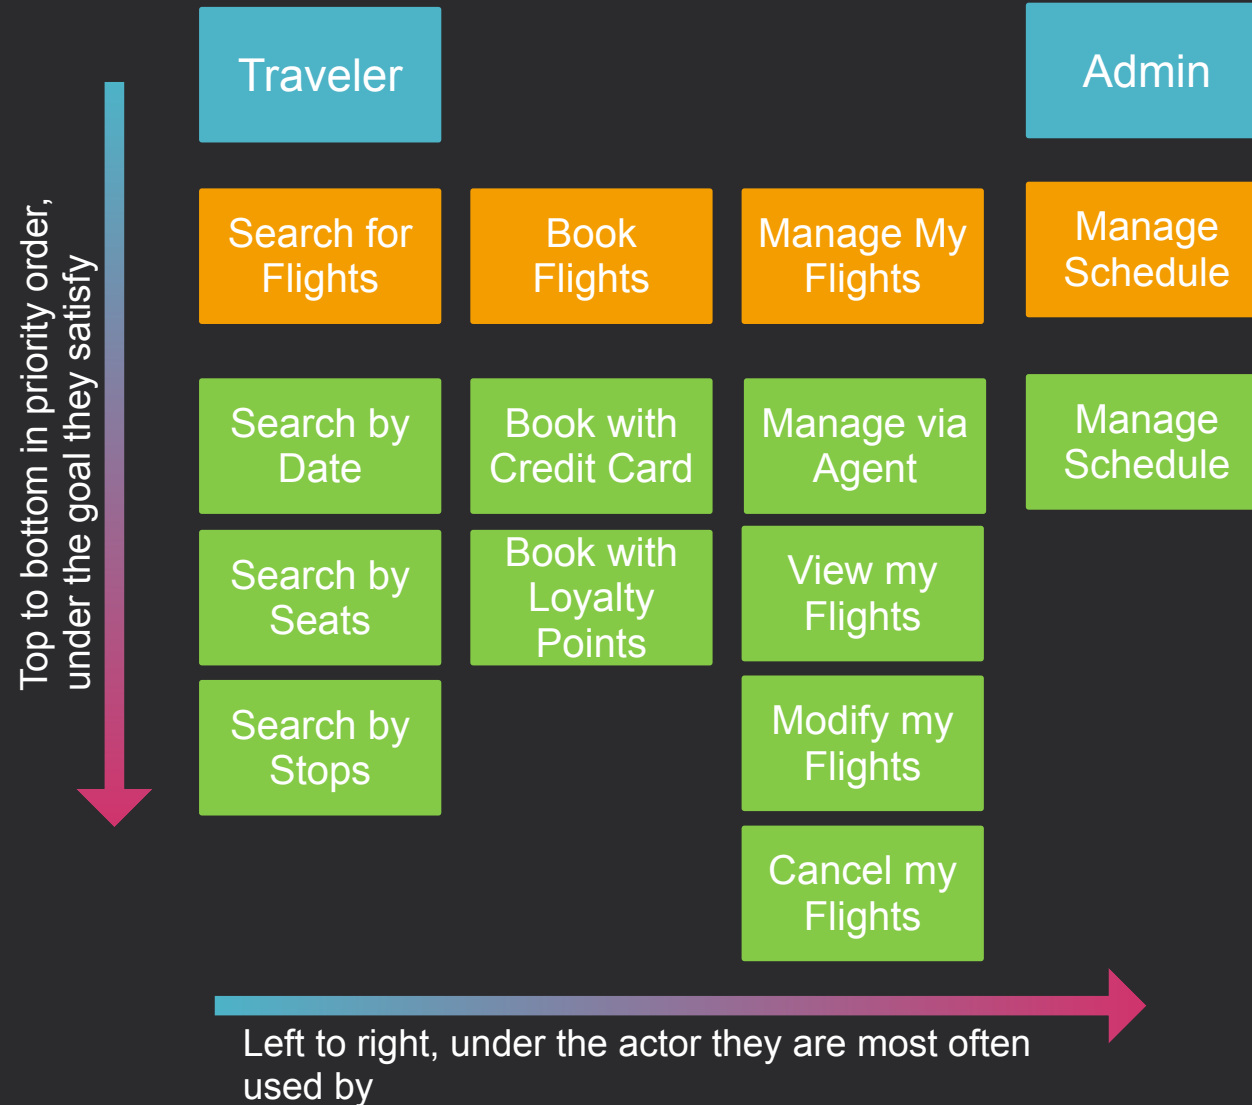 Traveler
Admin
Top to bottom in priority order,
under the goal they satisfy
Search for
Flights
Book
Flights
Manage My
Flights
Manage
Schedule
Search by
Date
Book with
Credit Card
Manage via
Agent
Manage
Schedule
Search by
Seats
Book with
Loyalty
Points
View my
Flights
Search by
Stops
Modify my
Flights
Cancel my
Flights
Left to right, under the actor they are most often
used by